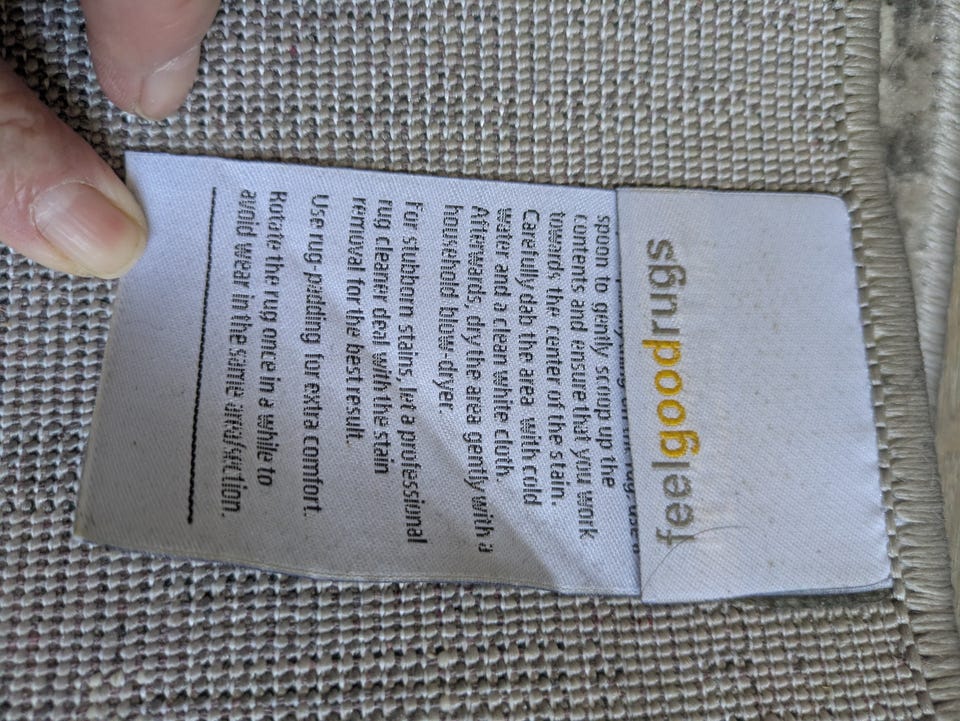 feelgoodrugs
spoon to gently scoop up the
contents and ensure that you work
towards the center of the stain.
Carefully dab the area with cold
water and a clean white cloth.
Afterwards, dry the area gently with a
household blow-dryer.
For stubborn stains, let a professional
rug cleaner deal with the stain
removal for the best result.
Use rug-padding for extra comfort.
Rotate the rug once in a while to
avoid wear in the same area/section.